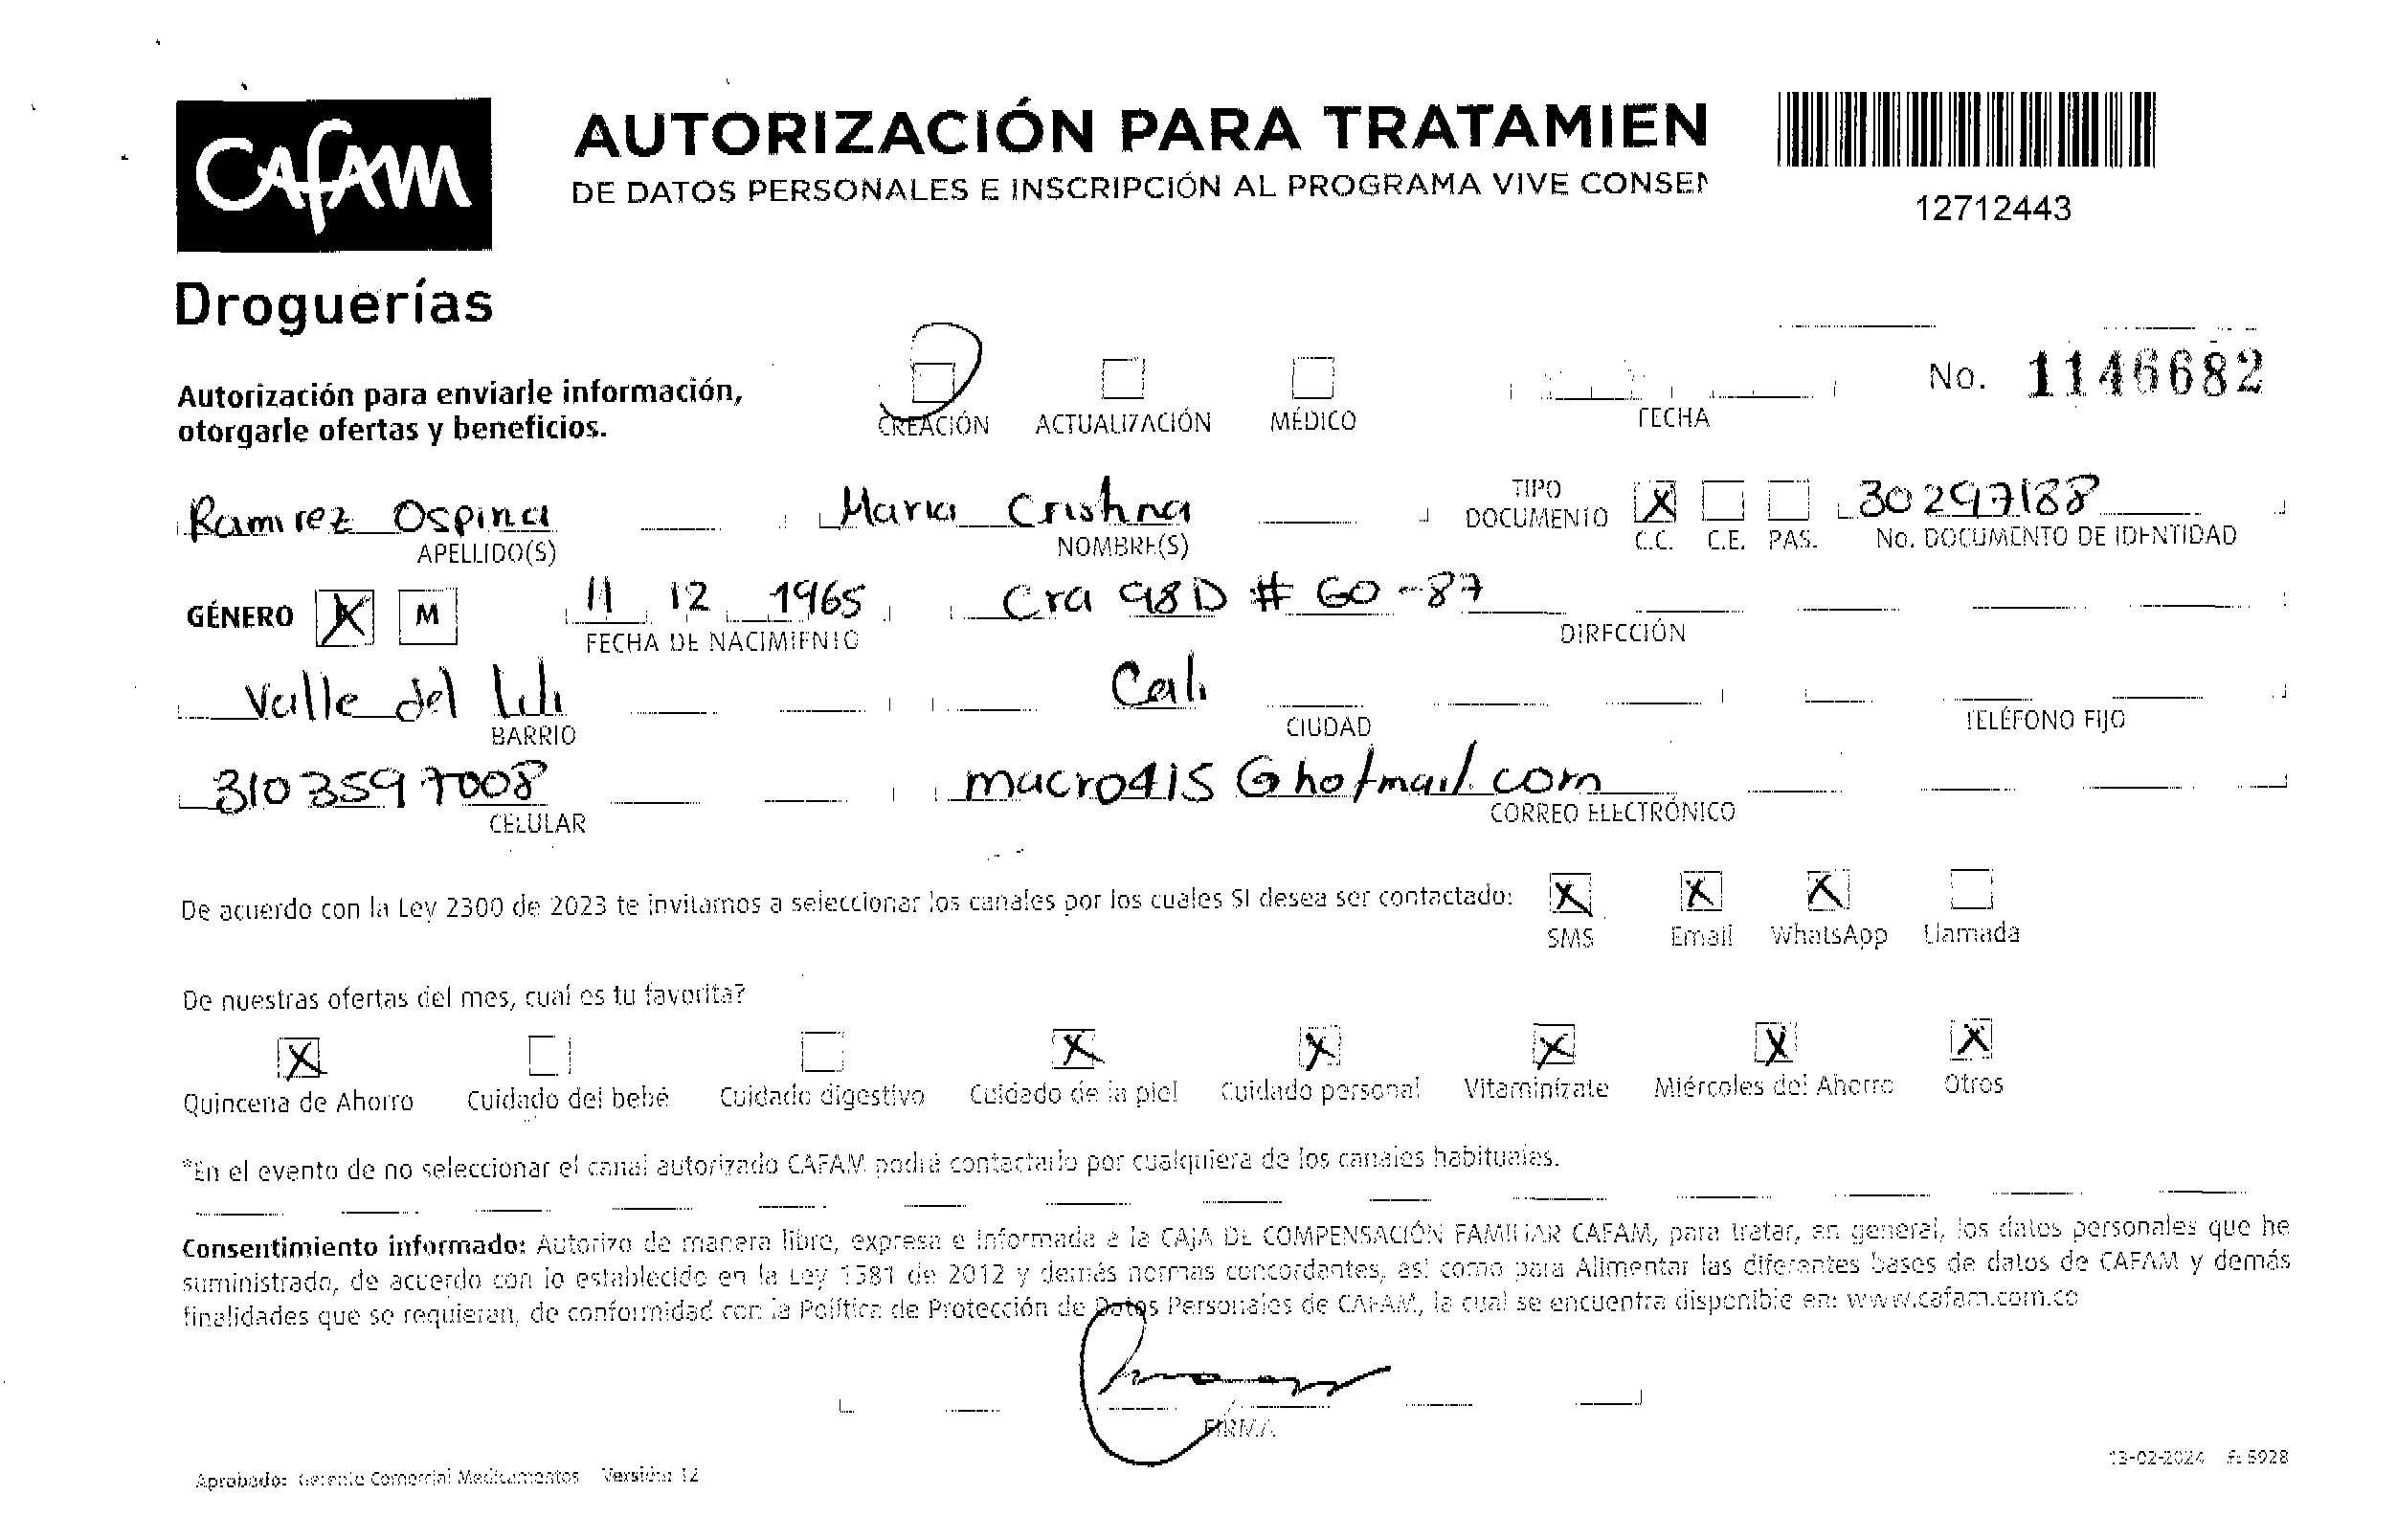 CAFAM
Droguerías
AUTORIZACIÓN PARA TRATAMIEN
DE DATOS PERSONALES E INSCRIPCIÓN AL PROGRAMA VIVE CONSEN
12712443
Autorización para enviarle información,
otorgarle ofertas y beneficios.
CREACIÓN ACTUALIZACIÓN MÉDICO FECHA No. 1146682
Ramirez Ospina Maria Cristina TIPO DOCUMENTO X 30297188
APELLIDO(S) NOMBRE(S) C.C. C.E. PAS. No. DOCUMENTO DE IDENTIDAD
GÉNERO X M 11 12 1965 Cra 98D # 60-87
FECHA DE NACIMIENTO DIRECCIÓN
Valle del Lili Cali
BARRIO CIUDAD TELÉFONO FIJO
3103597008 macro415@hotmail.com
CELULAR CORREO ELECTRÓNICO
De acuerdo con la Ley 2300 de 2023 te invitamos a seleccionar los canales por los cuales SI desea ser contactado: X X X
SMS Email WhatsApp Llamada
De nuestras ofertas del mes, cual es tu favorita?
X X X X X X
Quincena de Ahorro Cuidado del bebé Cuidado digestivo Cuidado de la piel Cuidado personal Vitaminízate Miércoles del Ahorro Otros
*En el evento de no seleccionar el canal autorizado CAFAM podrá contactarlo por cualquiera de los canales habituales.
Consentimiento informado: Autorizo de manera libre, expresa e informada a la CAJA DE COMPENSACIÓN FAMILIAR CAFAM, para tratar, en general, los datos personales que he
suministrado, de acuerdo con lo establecido en la Ley 1581 de 2012 y demás normas concordantes, así como para Alimentar las diferentes bases de datos de CAFAM y demás
finalidades que se requieran, de conformidad con la Política de Protección de Datos Personales de CAFAM, la cual se encuentra disponible en: www.cafam.com.co
FIRMA
Aprobado: Gerente Comercial Medicamentos Versión: 12
13-02-2024 5928